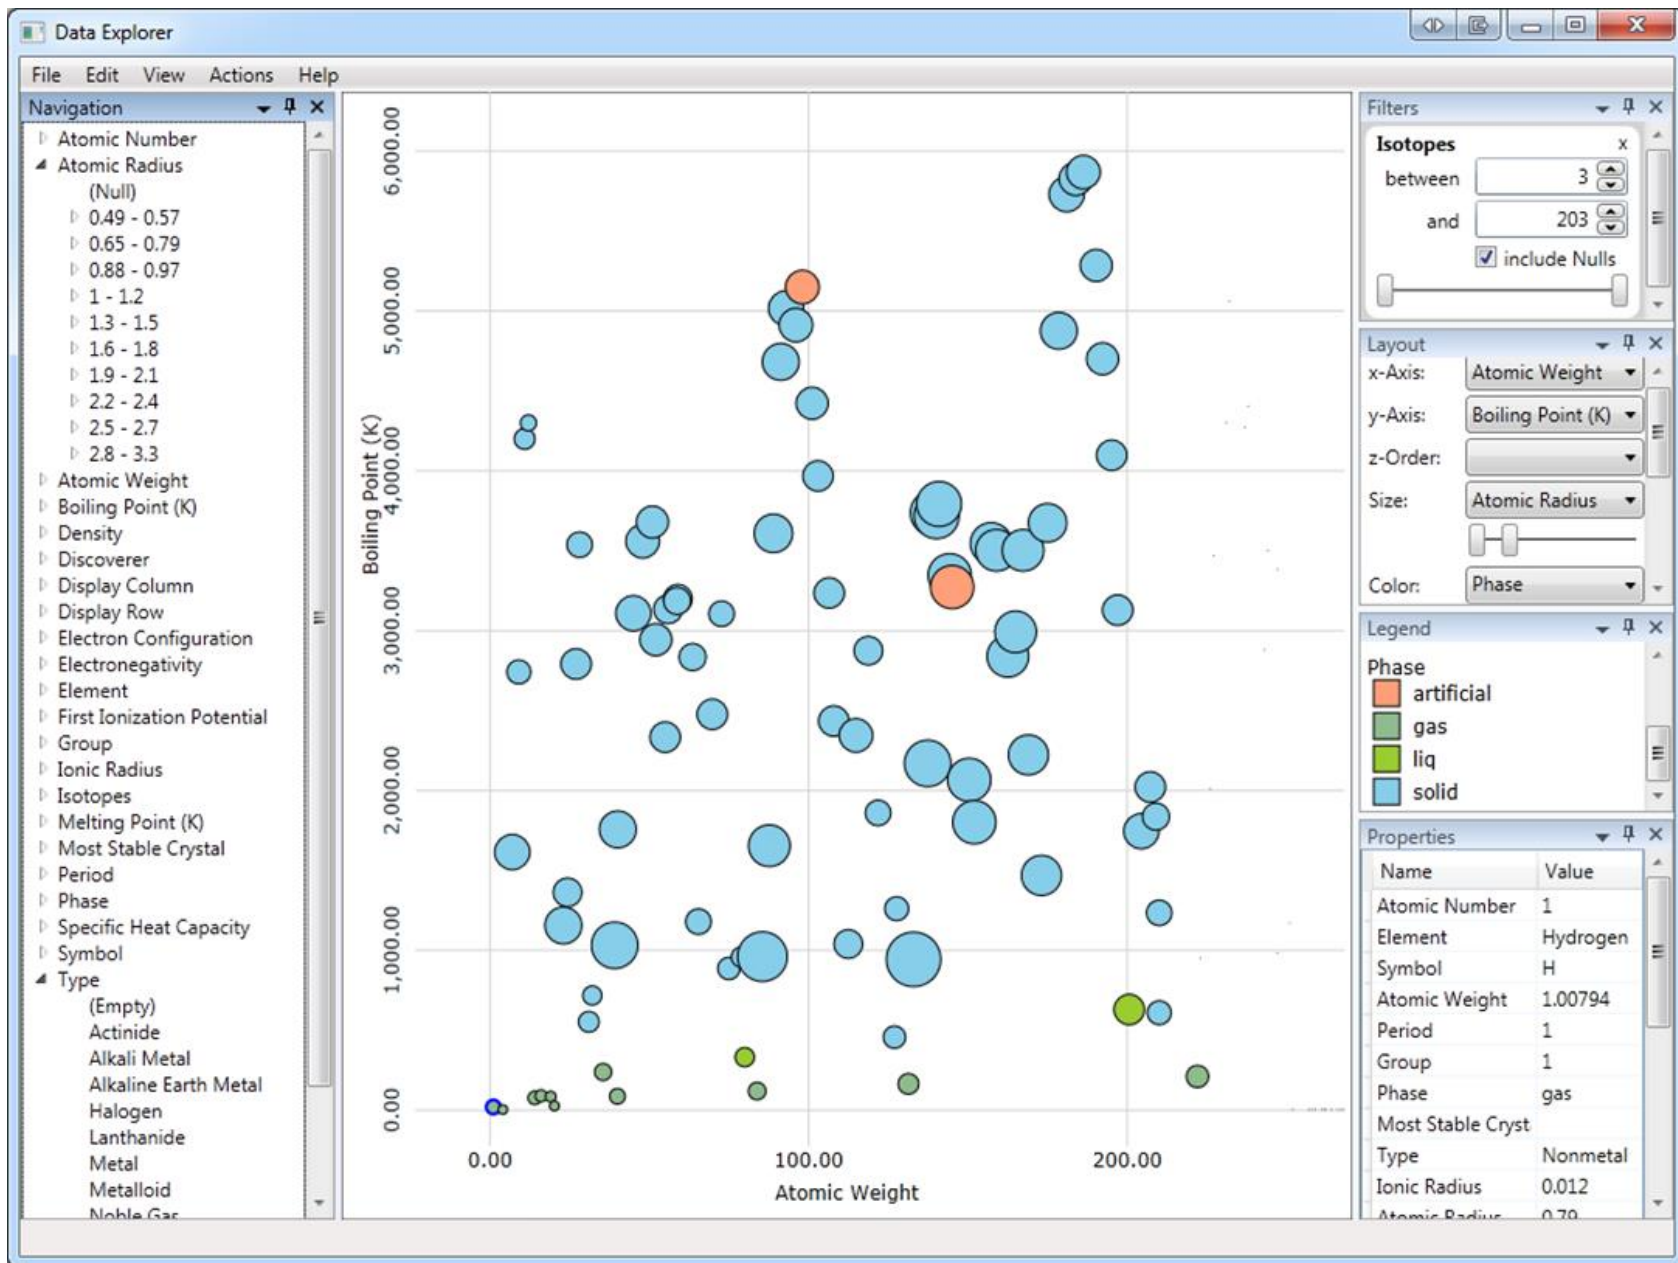 Data Explorer
File Edit View Actions Help
Navigation
Atomic Number
Atomic Radius
(Null)
0.49 - 0.57
0.65 - 0.79
0.88 - 0.97
1 - 1.2
1.3 - 1.5
1.6 - 1.8
1.9 - 2.1
2.2 - 2.4
2.5 - 2.7
2.8 - 3.3
Atomic Weight
Boiling Point (K)
Density
Discoverer
Display Column
Display Row
Electron Configuration
Electronegativity
Element
First Ionization Potential
Group
Ionic Radius
Isotopes
Melting Point (K)
Most Stable Crystal
Period
Phase
Specific Heat Capacity
Symbol
Type
(Empty)
Actinide
Alkali Metal
Alkaline Earth Metal
Halogen
Lanthanide
Metal
Metalloid
Noble Gas
6,000.00
5,000.00
4,000.00
3,000.00
2,000.00
1,000.00
0.00
Boiling Point (K)
0.00 100.00 200.00
Atomic Weight
Filters
Isotopes x
between 3
and 203
include Nulls
Layout
x-Axis: Atomic Weight
y-Axis: Boiling Point (K)
z-Order:
Size: Atomic Radius
Color: Phase
Legend
Phase
artificial
gas
liq
solid
Properties
Name Value
Atomic Number 1
Element Hydrogen
Symbol H
Atomic Weight 1.00794
Period 1
Group 1
Phase gas
Most Stable Cryst
Type Nonmetal
Ionic Radius 0.012
Atomic Radius 0.79